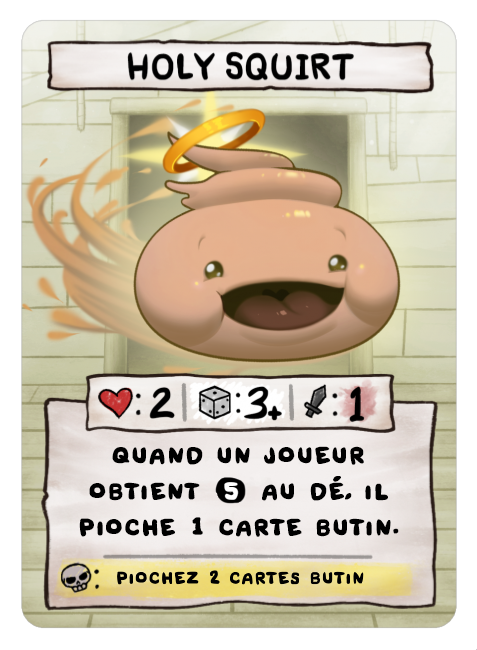 HOLY SQUIRT
: 2 | : 3+ | : 1
QUAND UN JOUEUR
OBTIENT 5 AU DÉ, IL
PIOCHE 1 CARTE BUTIN.
: PIOCHEZ 2 CARTES BUTIN